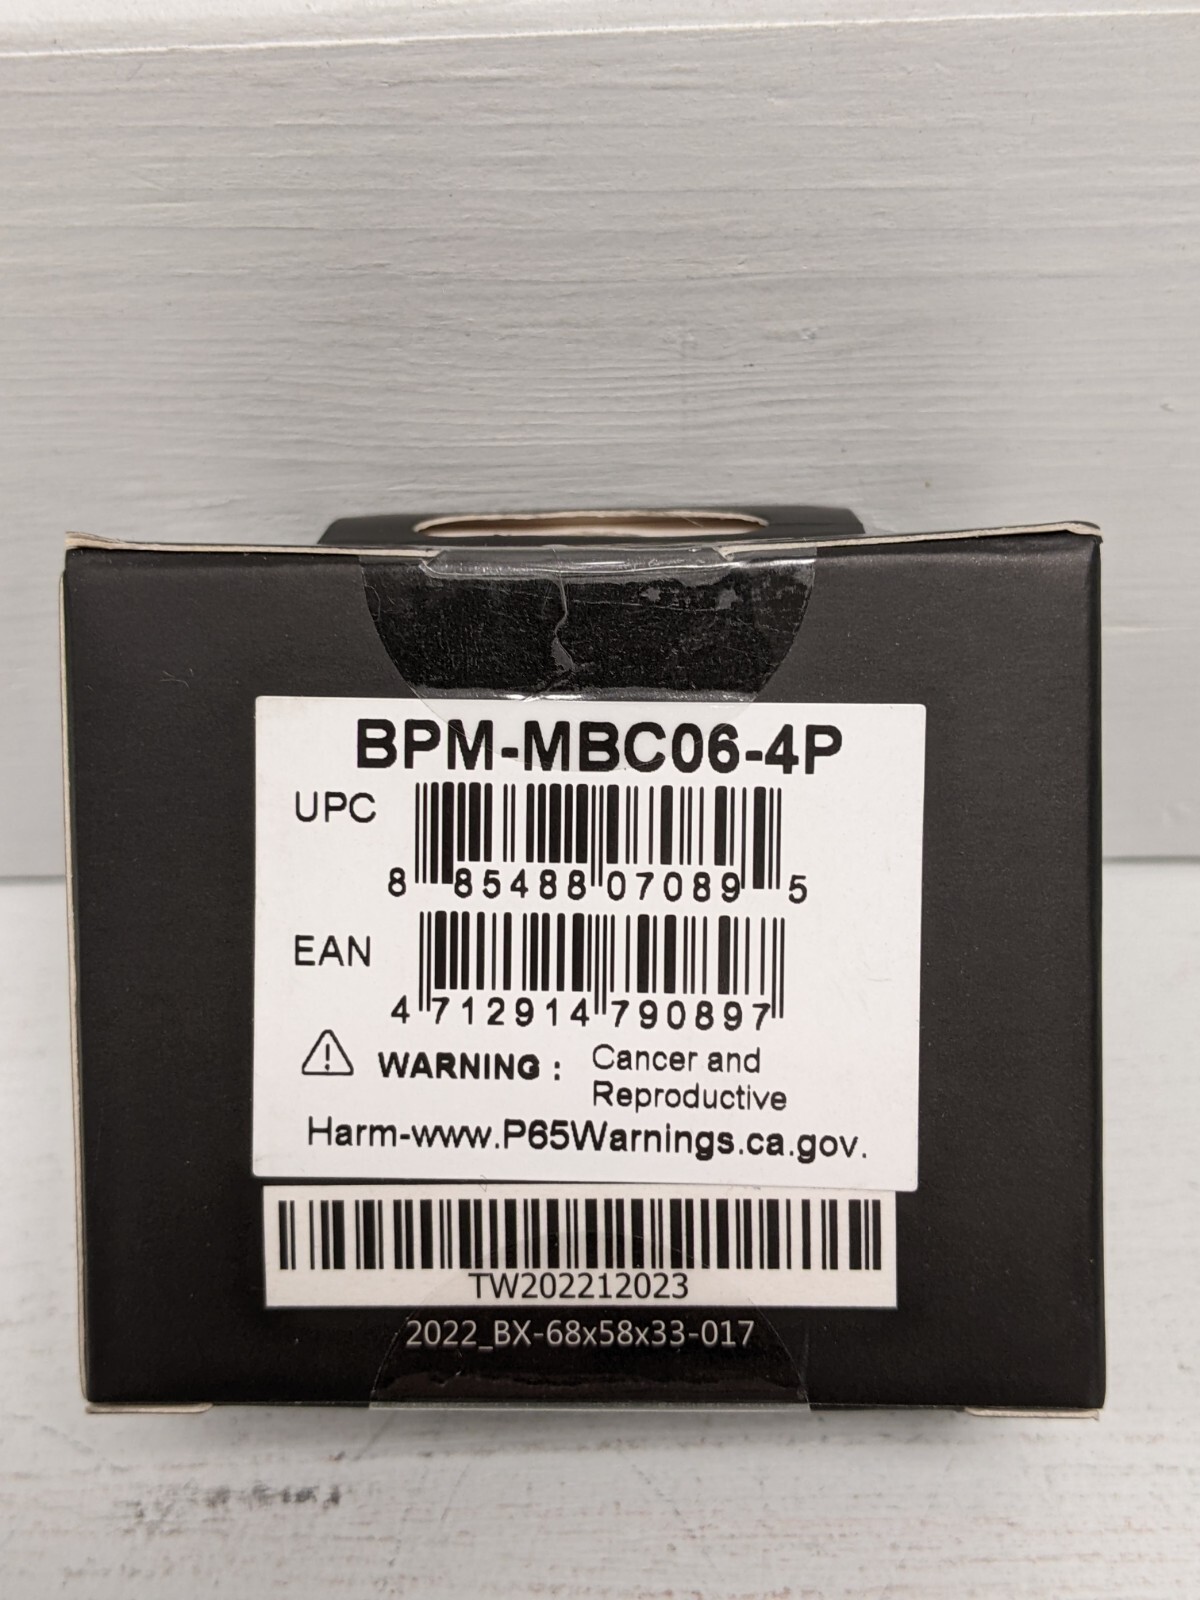 BPM-MBC06-4P
UPC
8 85488 07089 5
EAN
4 712914 790897
WARNING : Cancer and
Reproductive
Harm-www.P65Warnings.ca.gov.
TW202212023
2022_BX-68x58x33-017